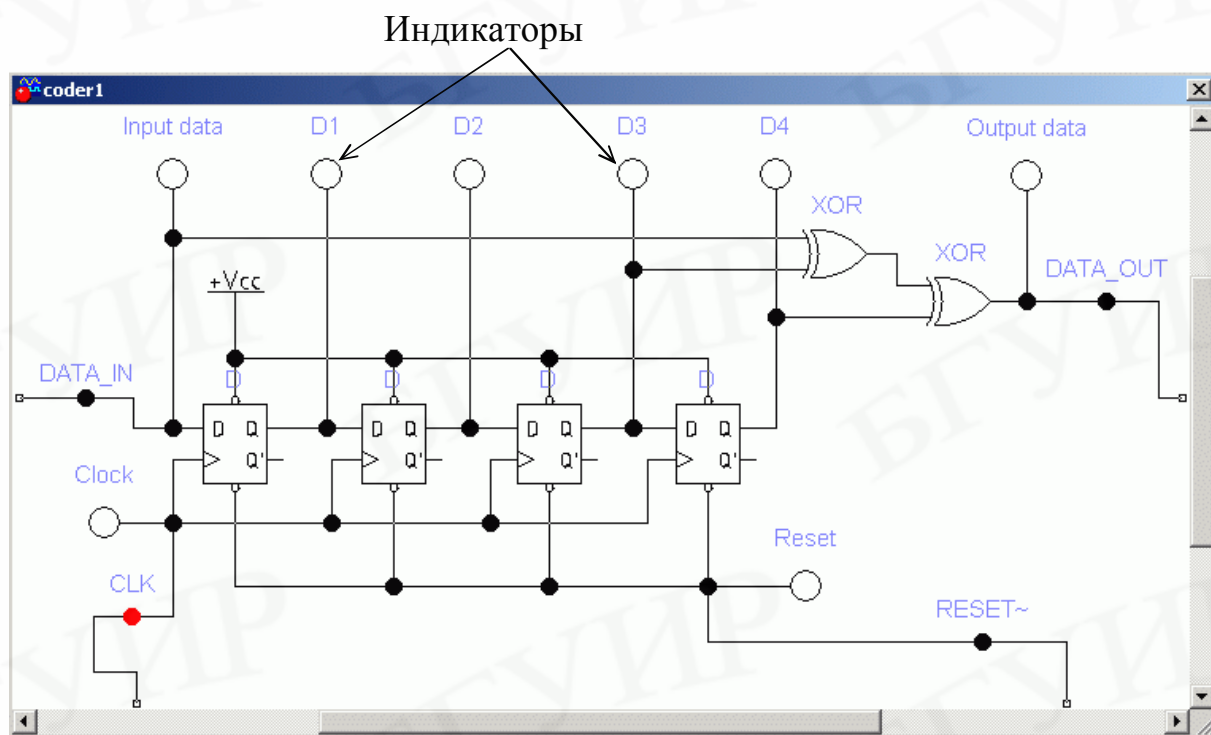 Индикаторы
coder1
Input data D1 D2 D3 D4 Output data
XOR
XOR
DATA_OUT
+Vcc
DATA_IN
D D D D
D Q D Q D Q D Q
Q' Q' Q' Q'
Clock
Reset
CLK
RESET~
БГУИР